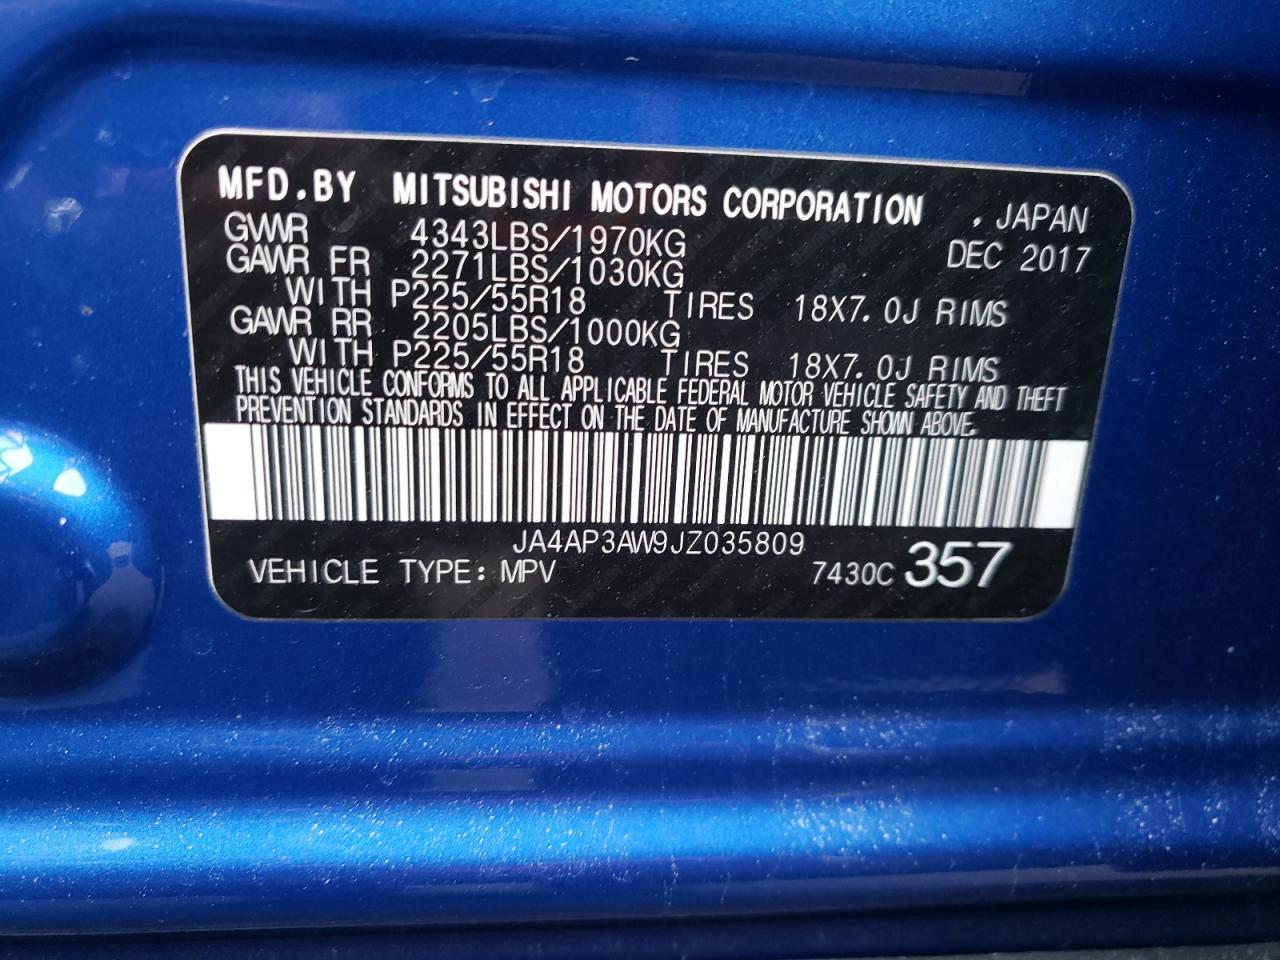 MFD.BY MITSUBISHI MOTORS CORPORATION . JAPAN
GVWR 4343LBS/1970KG DEC 2017
GAWR FR 2271LBS/1030KG
WITH P225/55R18 TIRES 18X7.0J RIMS
GAWR RR 2205LBS/1000KG
WITH P225/55R18 TIRES 18X7.0J RIMS
THIS VEHICLE CONFORMS TO ALL APPLICABLE FEDERAL MOTOR VEHICLE SAFETY AND THEFT
PREVENTION STANDARDS IN EFFECT ON THE DATE OF MANUFACTURE SHOWN ABOVE.
JA4AP3AW9JZ035809
VEHICLE TYPE: MPV 7430C 357